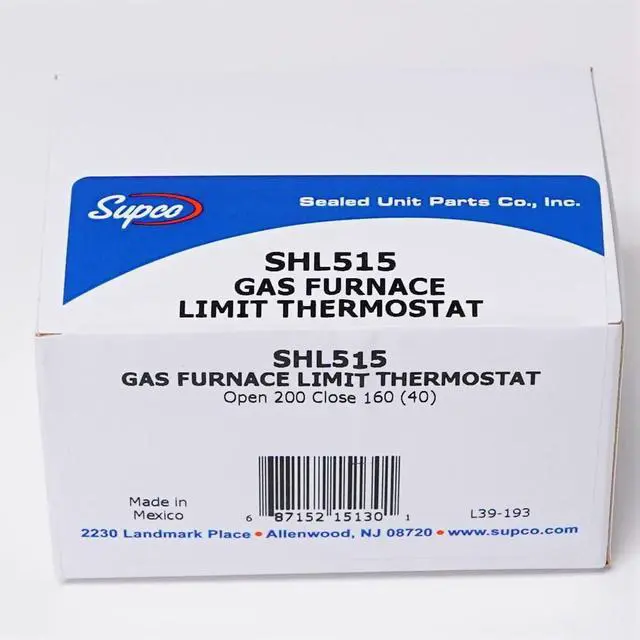 Supco
Sealed Unit Parts Co., Inc.
SHL515
GAS FURNACE
LIMIT THERMOSTAT
SHL515
GAS FURNACE LIMIT THERMOSTAT
Open 200 Close 160 (40)
Made in
Mexico
6 87152 15130 1
L39-193
2230 Landmark Place • Allenwood, NJ 08720 • www.supco.com